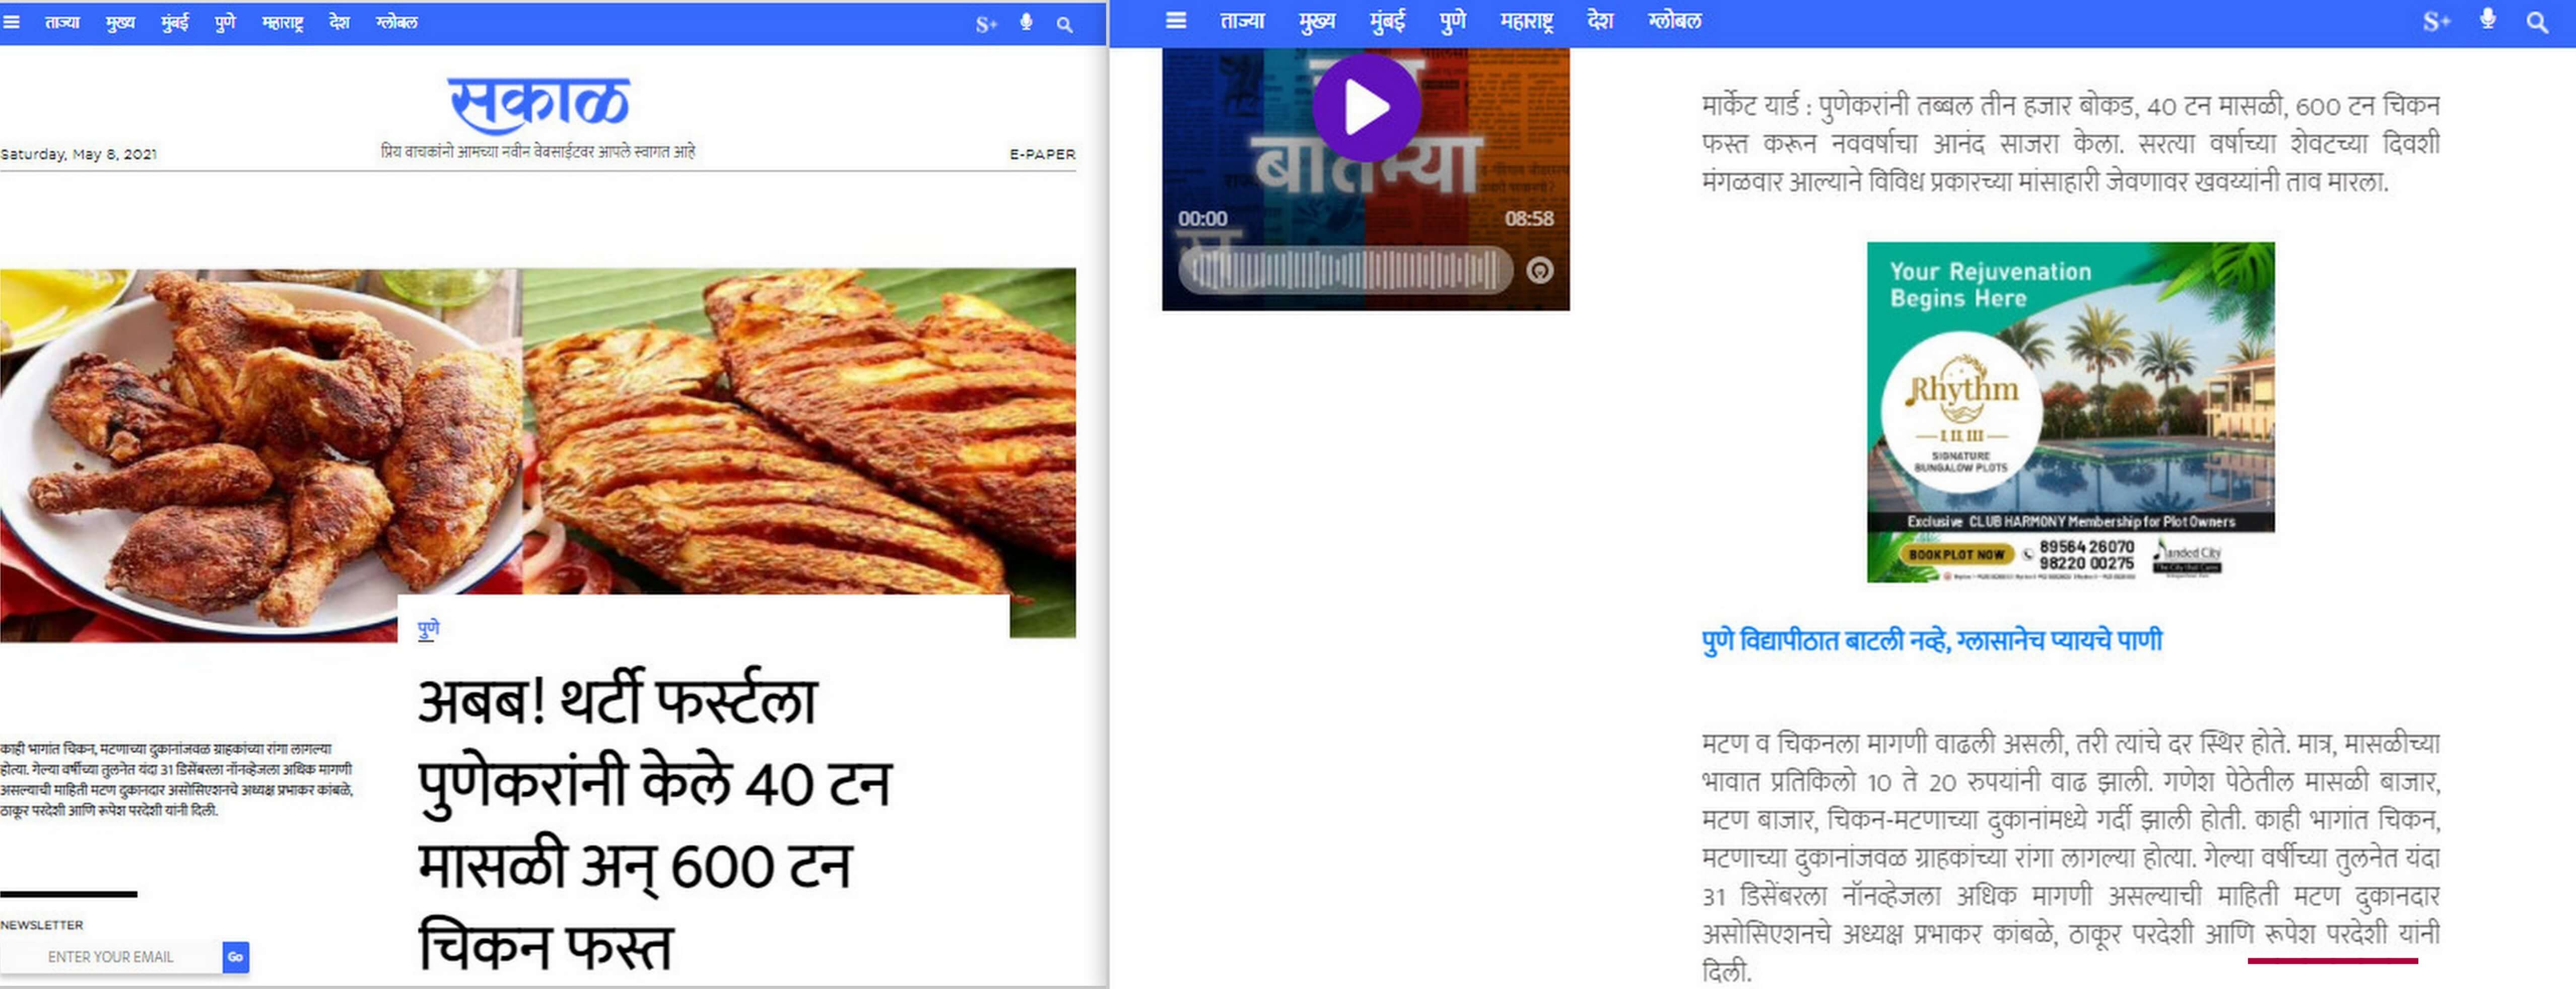 ताज्या मुख्य मुंबई पुणे महाराष्ट्र देश ग्लोबल
S+
सकाळ
Saturday, May 8, 2021
प्रिय वाचकांनो आमच्या नवीन वेबसाईटवर आपले स्वागत आहे
E-PAPER
पुणे
अबब! थर्टी फर्स्टला
पुणेकरांनी केले 40 टन
मासळी अन् 600 टन
चिकन फस्त
काही भागांत चिकन, मटणाच्या दुकानांजवळ ग्राहकांच्या रांगा लागल्या
होत्या. गेल्या वर्षीच्या तुलनेत यंदा 31 डिसेंबरला नॉनव्हेजला अधिक मागणी
असल्याची माहिती मटण दुकानदार असोसिएशनचे अध्यक्ष प्रभाकर कांबळे,
ठाकूर परदेशी आणि रूपेश परदेशी यांनी दिली.
NEWSLETTER
ENTER YOUR EMAIL Go
ताज्या मुख्य मुंबई पुणे महाराष्ट्र देश ग्लोबल
S+
बातम्या
00:00 08:58
मार्केट यार्ड : पुणेकरांनी तब्बल तीन हजार बोकड, 40 टन मासळी, 600 टन चिकन
फस्त करून नववर्षाचा आनंद साजरा केला. सरत्या वर्षाच्या शेवटच्या दिवशी
मंगळवार आल्याने विविध प्रकारच्या मांसाहारी जेवणावर खवय्यांनी ताव मारला.
Your Rejuvenation
Begins Here
Rhythm
I II III
SIGNATURE
BUNGALOW PLOTS
Exclusive CLUB HARMONY Membership for Plot Owners
BOOK PLOT NOW
89564 26070
98220 00275
पुणे विद्यापीठात बाटली नव्हे, ग्लासानेच प्यायचे पाणी
मटण व चिकनला मागणी वाढली असली, तरी त्यांचे दर स्थिर होते. मात्र, मासळीच्या
भावात प्रतिकिलो 10 ते 20 रुपयांनी वाढ झाली. गणेश पेठेतील मासळी बाजार,
मटण बाजार, चिकन-मटणाच्या दुकानांमध्ये गर्दी झाली होती. काही भागांत चिकन,
मटणाच्या दुकानांजवळ ग्राहकांच्या रांगा लागल्या होत्या. गेल्या वर्षीच्या तुलनेत यंदा
31 डिसेंबरला नॉनव्हेजला अधिक मागणी असल्याची माहिती मटण दुकानदार
असोसिएशनचे अध्यक्ष प्रभाकर कांबळे, ठाकूर परदेशी आणि रूपेश परदेशी यांनी
दिली.